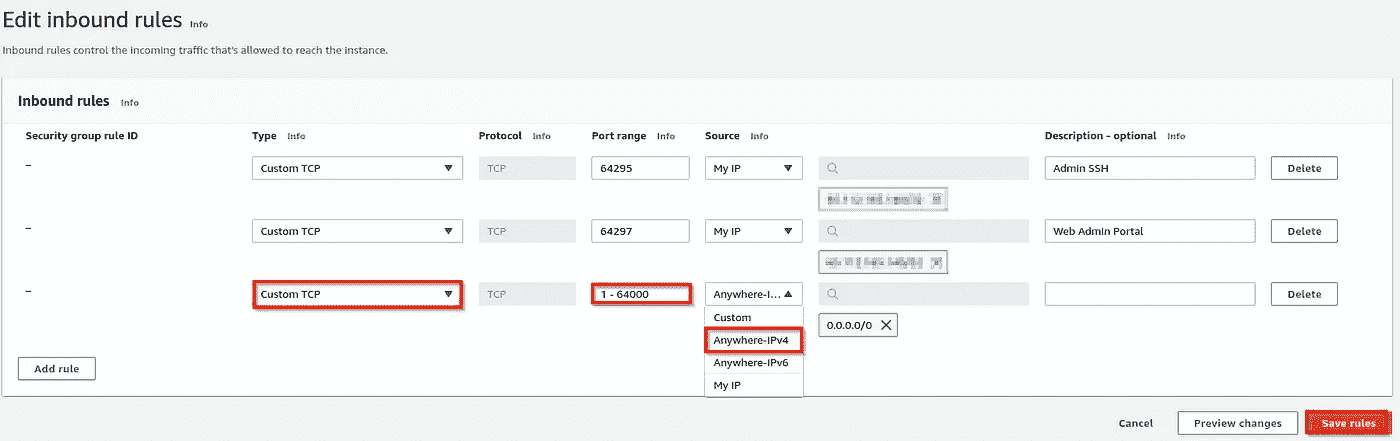 Edit inbound rules Info
Inbound rules control the incoming traffic that's allowed to reach the instance.
Inbound rules Info
Security group rule ID Type Info Protocol Info Port range Info Source Info Description - optional Info
– Custom TCP TCP 64295 My IP Admin SSH Delete
– Custom TCP TCP 64297 My IP Web Admin Portal Delete
– Custom TCP TCP 1 - 64000 Anywhere-I... Delete
Custom 0.0.0.0/0
Anywhere-IPv4
Anywhere-IPv6
Add rule
My IP
Cancel Preview changes Save rules